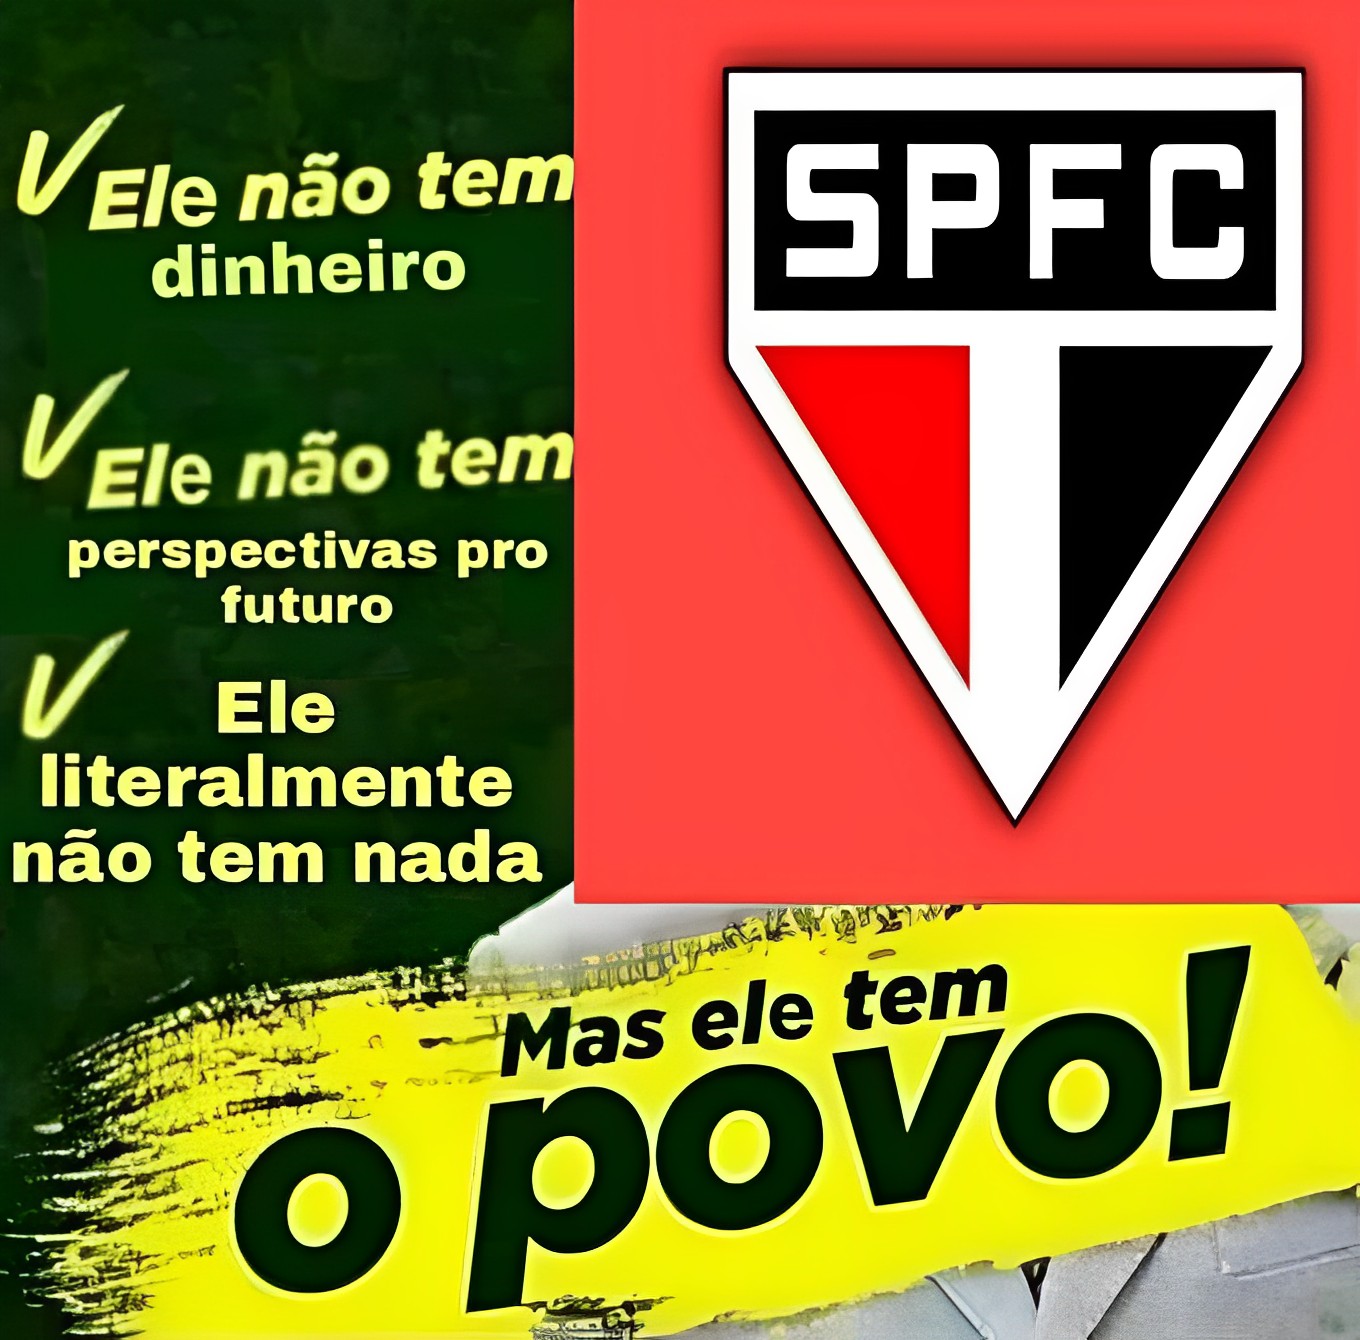 Ele não tem
dinheiro
Ele não tem
perspectivas pro
futuro
Ele
literalmente
não tem nada
SPFC
Mas ele tem
o povo!